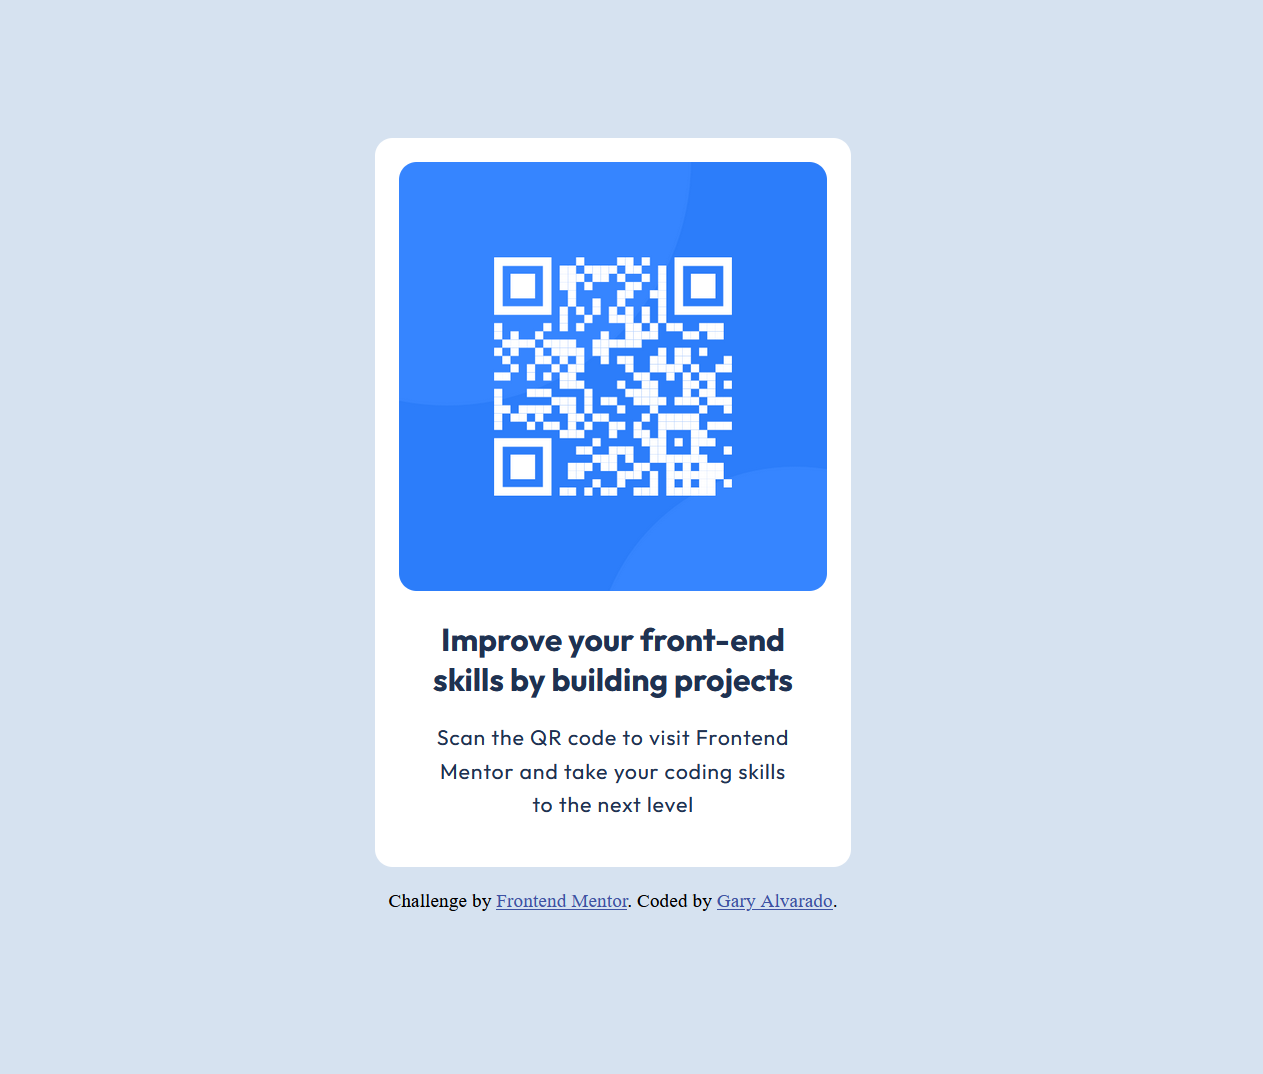 Improve your front-end
skills by building projects
Scan the QR code to visit Frontend
Mentor and take your coding skills
to the next level
Challenge by Frontend Mentor. Coded by Gary Alvarado.